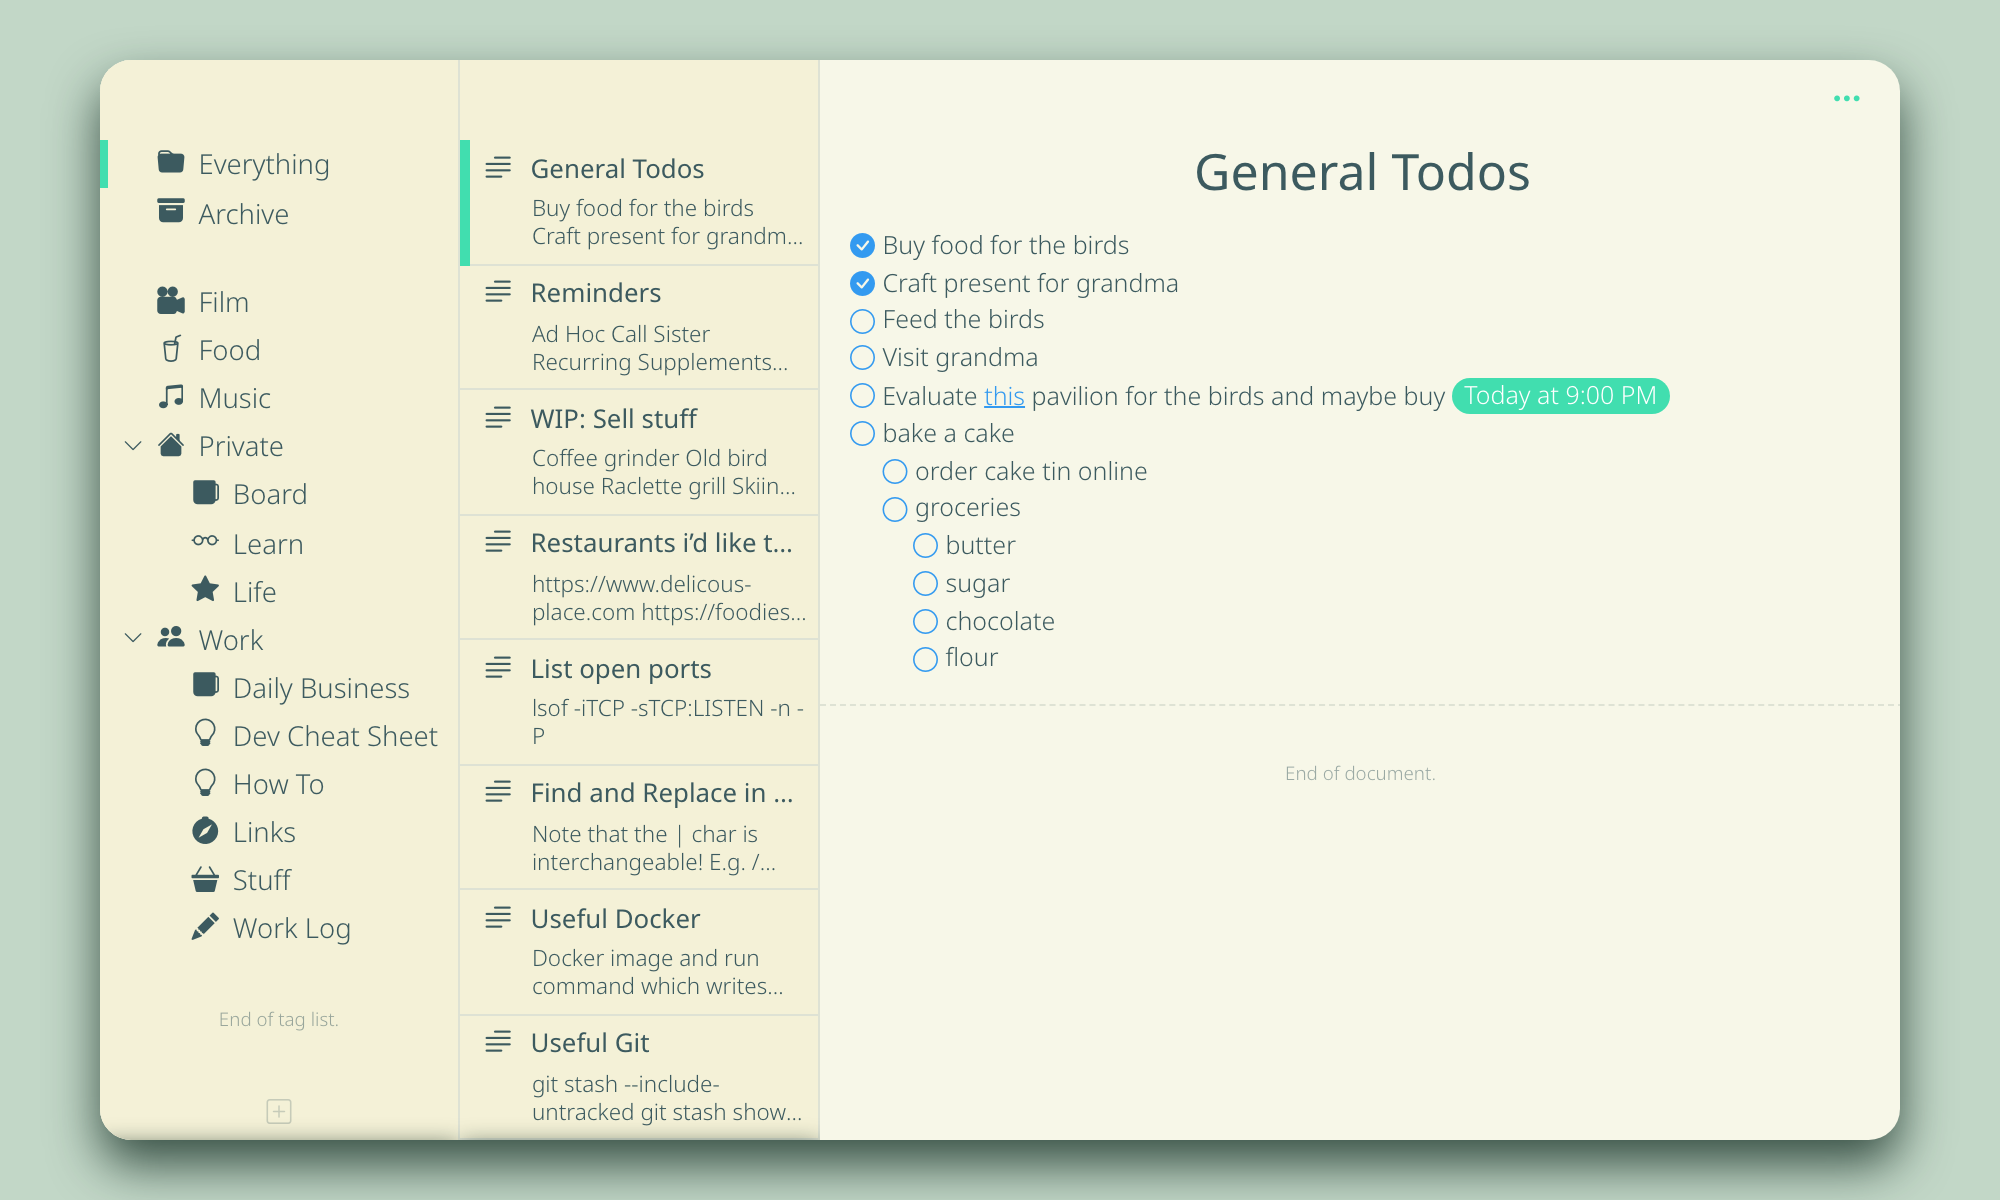 Everything
Archive
Film
Food
Music
Private
Board
Learn
Life
Work
Daily Business
Dev Cheat Sheet
How To
Links
Stuff
Work Log
End of tag list.
General Todos
Buy food for the birds
Craft present for grandm...
Reminders
Ad Hoc Call Sister
Recurring Supplements...
WIP: Sell stuff
Coffee grinder Old bird
house Raclette grill Skiin...
Restaurants i’d like t...
https://www.delicous-
place.com https://foodies...
List open ports
lsof -iTCP -sTCP:LISTEN -n -
P
Find and Replace in ...
Note that the | char is
interchangeable! E.g. /...
Useful Docker
Docker image and run
command which writes...
Useful Git
git stash --include-
untracked git stash show...
General Todos
Buy food for the birds
Craft present for grandma
Feed the birds
Visit grandma
Evaluate this pavilion for the birds and maybe buy Today at 9:00 PM
bake a cake
order cake tin online
groceries
butter
sugar
chocolate
flour
End of document.